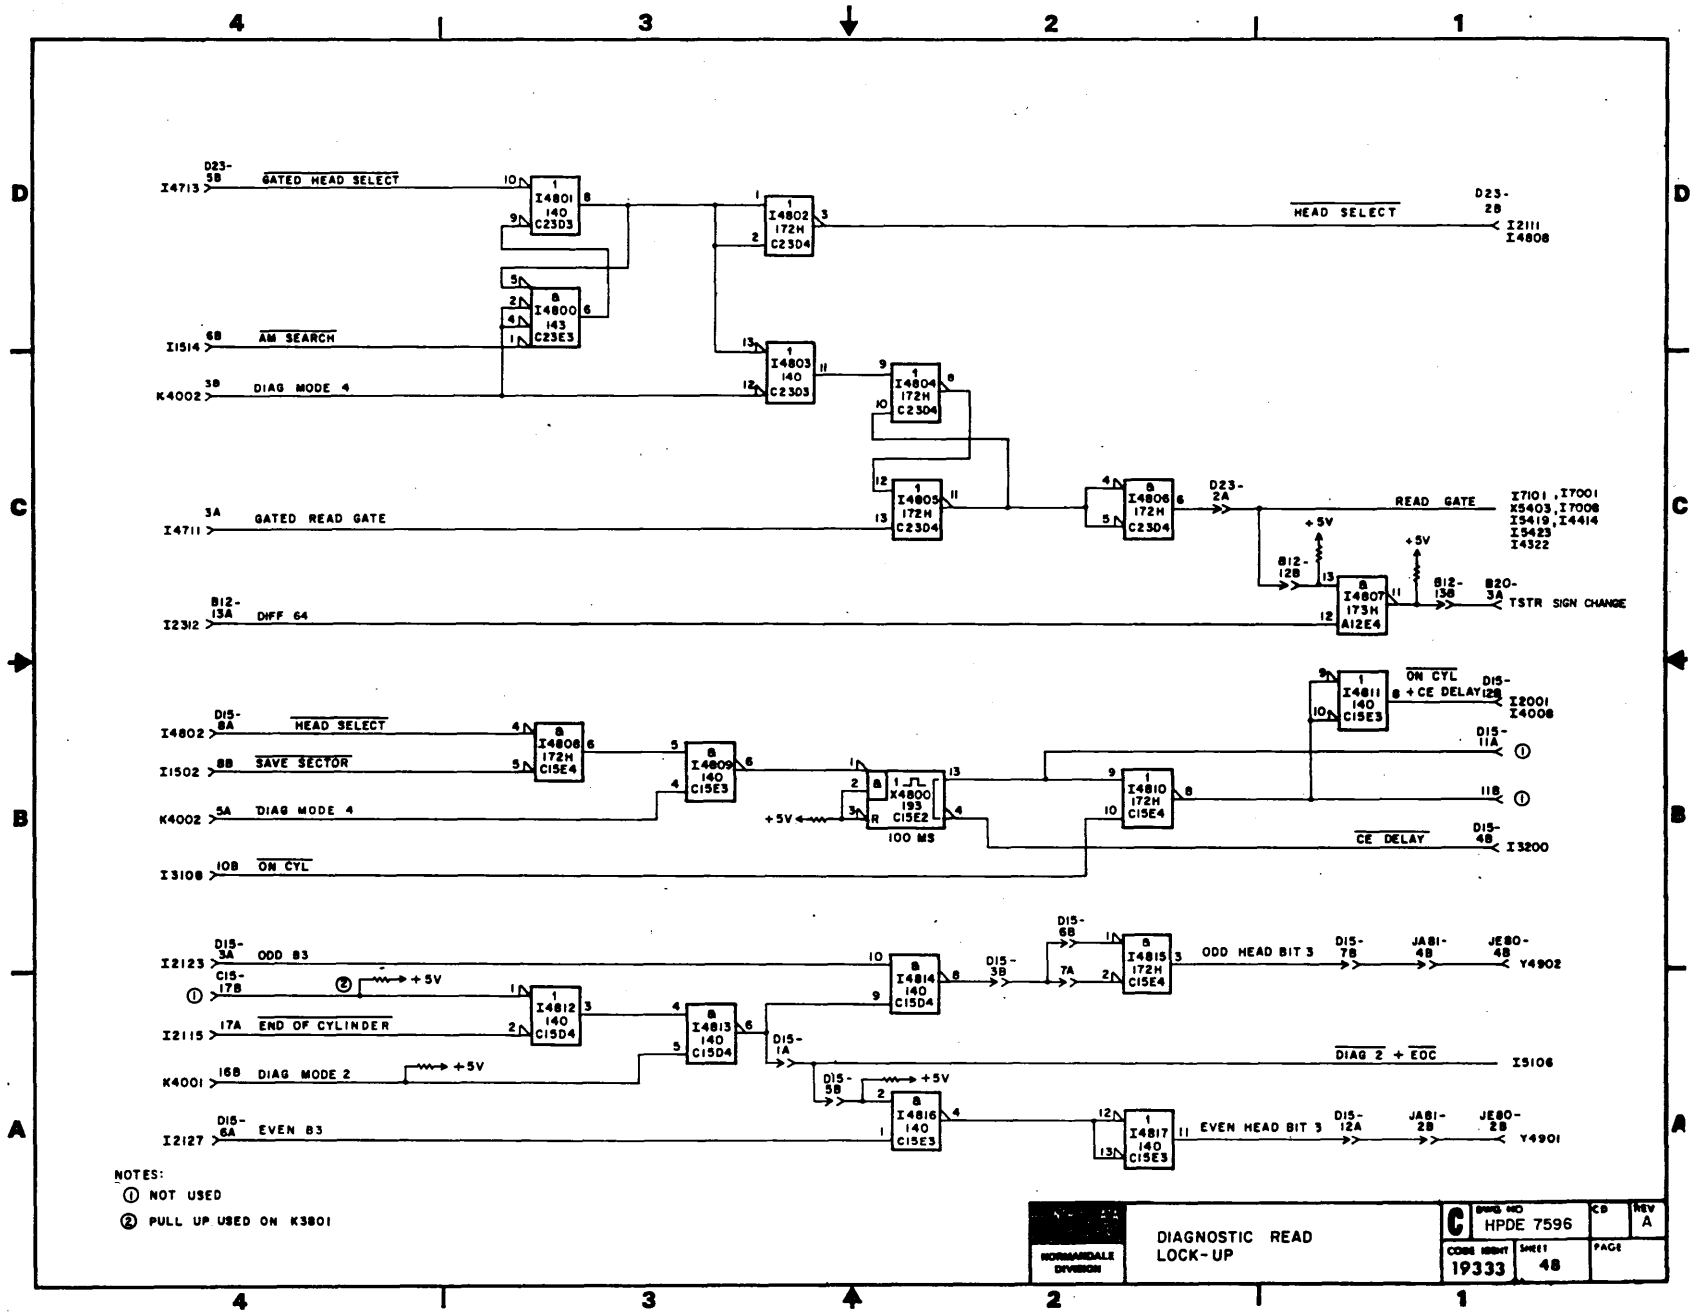 4 3 2 1
D D
D23-
I4713 5B GATED HEAD SELECT
10 1 I4801 140 C23D3 8
9
1 1 I4802 172H C23D4 3
2
HEAD SELECT
D23-
2B
I2111
I4808
5 & I4800 143 C23E3 6
2
4
1
I1514 6B AM SEARCH
K4002 3B DIAG MODE 4
13 1 I4803 140 C23D3 11
12
9 1 I4804 172H C23D4 8
10
C C
12 1 I4805 172H C23D4 11
13
I4711 3A GATED READ GATE
4 & I4806 172H C23D4 6
5
D23-
2A
READ GATE
I7101, I7001
K5403, I7008
I5419, I4414
I5423
I4322
+5V
+5V
B12-
12B
13 & I4807 173H A12E4 11
12
B12-
13B
B20-
3A TSTR SIGN CHANGE
B12-
I2312 13A DIFF 64
9 1 I4811 140 C15E3 8
10
ON CYL
+CE DELAY
D15-
12B
I2001
I4008
D15-
I4802 8A HEAD SELECT
4 & I4808 172H C15E4 6
5
I1502 8B SAVE SECTOR
5 & I4809 140 C15E3 6
4
K4002 5A DIAG MODE 4
1 & 1 X4800 193 C15E2 13
2
3 R 4
+5V
100 MS
D15-
11A 1
9 1 I4810 172H C15E4 8
10
11B 1
B B
CE DELAY
D15-
4B I3200
I3108 10B ON CYL
D15-
I2123 3A ODD B3
10 & I4814 140 C15D4 8
9
D15-
3B
D15-
6B
7A
1 & I4815 172H C15E4 3
2
ODD HEAD BIT 3
D15-
7B
JA81-
4B
JE80-
4B Y4902
C15-
1 17B
2 +5V
1 1 I4812 140 C15D4 3
2
I2115 17A END OF CYLINDER
4 & I4813 140 C15D4 6
5
K4001 16B DIAG MODE 2
+5V
D15-
1A
DIAG 2 + EOC
I5106
D15-
5B
+5V
2 & I4816 140 C15E3 4
1
D15-
I2127 6A EVEN B3
12 1 I4817 140 C15E3 11
13
EVEN HEAD BIT 3
D15-
12A
JA81-
2B
JE80-
2B Y4901
A A
NOTES:
1 NOT USED
2 PULL UP USED ON K3801
NORMANDALE
DIVISION
DIAGNOSTIC READ
LOCK-UP
C
DWG NO
HPDE 7596
CD
REV
A
CODE IDENT
19333
SHEET
48
PAGE
4 3 2 1